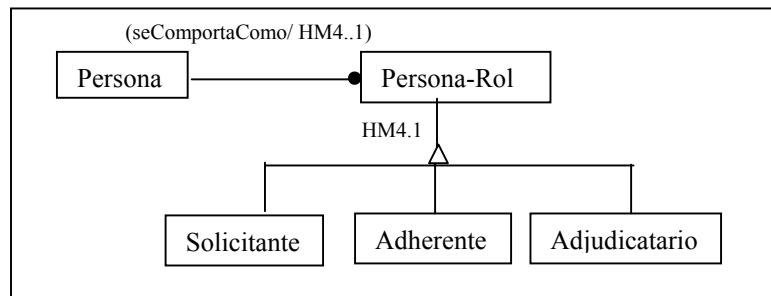 (seComportaComo/ HM4..1)
Persona
Persona-Rol
HM4.1
Solicitante
Adherente
Adjudicatario